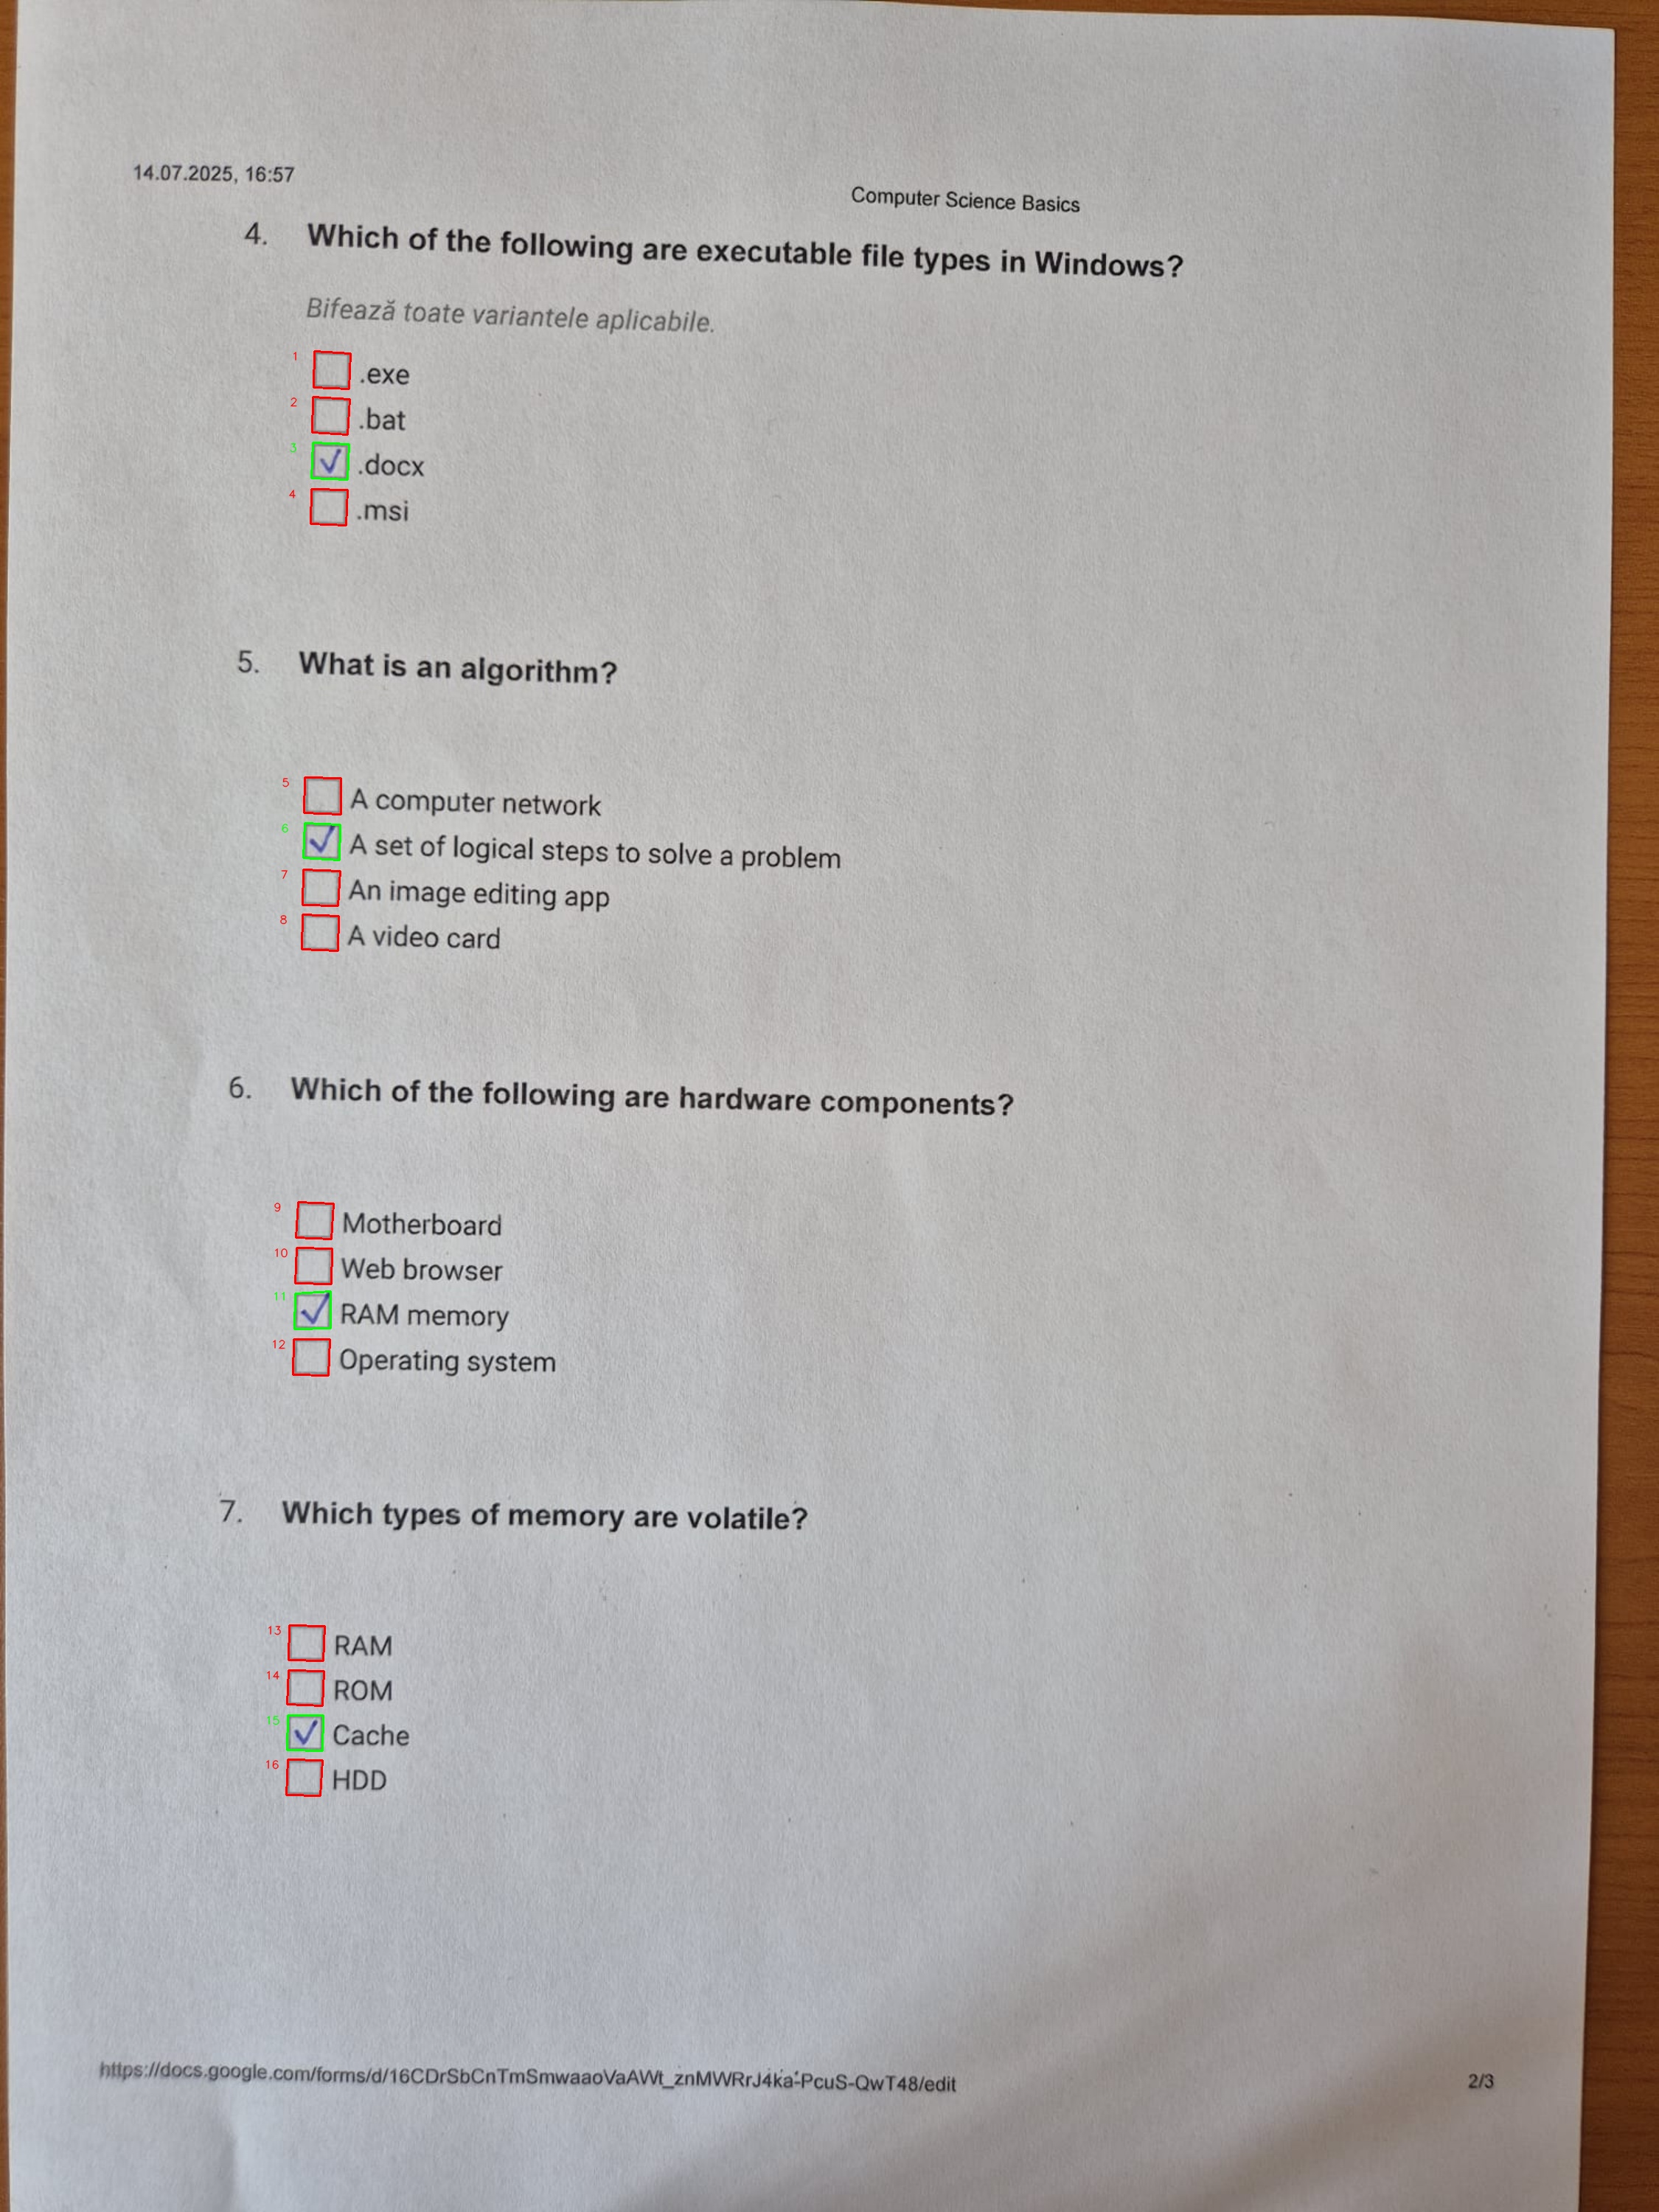 14.07.2025, 16:57
Computer Science Basics
4. Which of the following are executable file types in Windows?
Bifează toate variantele aplicabile.
1 .exe
2 .bat
3 .docx
4 .msi
5. What is an algorithm?
5 A computer network
6 A set of logical steps to solve a problem
7 An image editing app
8 A video card
6. Which of the following are hardware components?
9 Motherboard
10 Web browser
11 RAM memory
12 Operating system
7. Which types of memory are volatile?
13 RAM
14 ROM
15 Cache
16 HDD
https://docs.google.com/forms/d/16CDrSbCnTmSmwaaoVaAWt_znMWRrJ4ka-PcuS-QwT48/edit
2/3